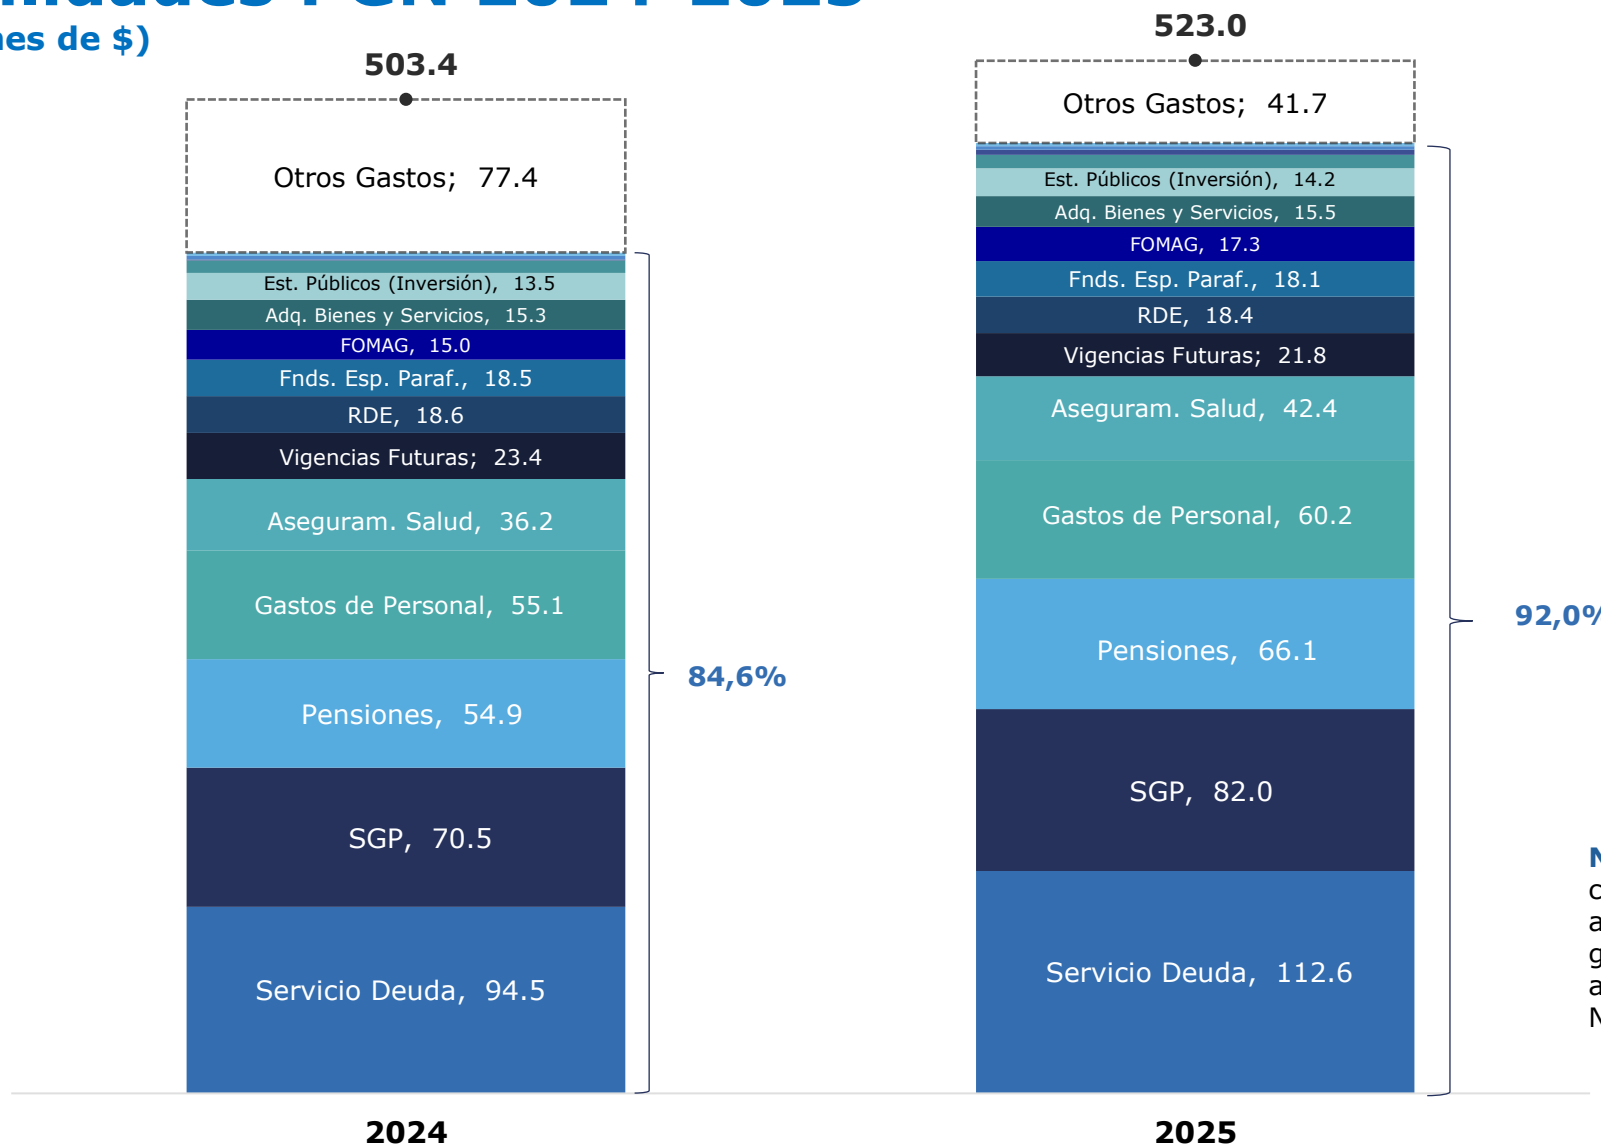 2024-2025
de $)
503.4
Otros Gastos;  77.4
Est. Públicos (Inversión),  13.5
Adq. Bienes y Servicios,  15.3
FOMAG,  15.0
Fnds. Esp. Paraf.,  18.5
RDE,  18.6
Vigencias Futuras;  23.4
Aseguram. Salud,  36.2
Gastos de Personal,  55.1
Pensiones,  54.9
SGP,  70.5
Servicio Deuda,  94.5
84,6%
2024
523.0
Otros Gastos;  41.7
Est. Públicos (Inversión),  14.2
Adq. Bienes y Servicios,  15.5
FOMAG,  17.3
Fnds. Esp. Paraf.,  18.1
RDE,  18.4
Vigencias Futuras;  21.8
Aseguram. Salud,  42.4
Gastos de Personal,  60.2
Pensiones,  66.1
SGP,  82.0
Servicio Deuda,  112.6
92,0%
2025